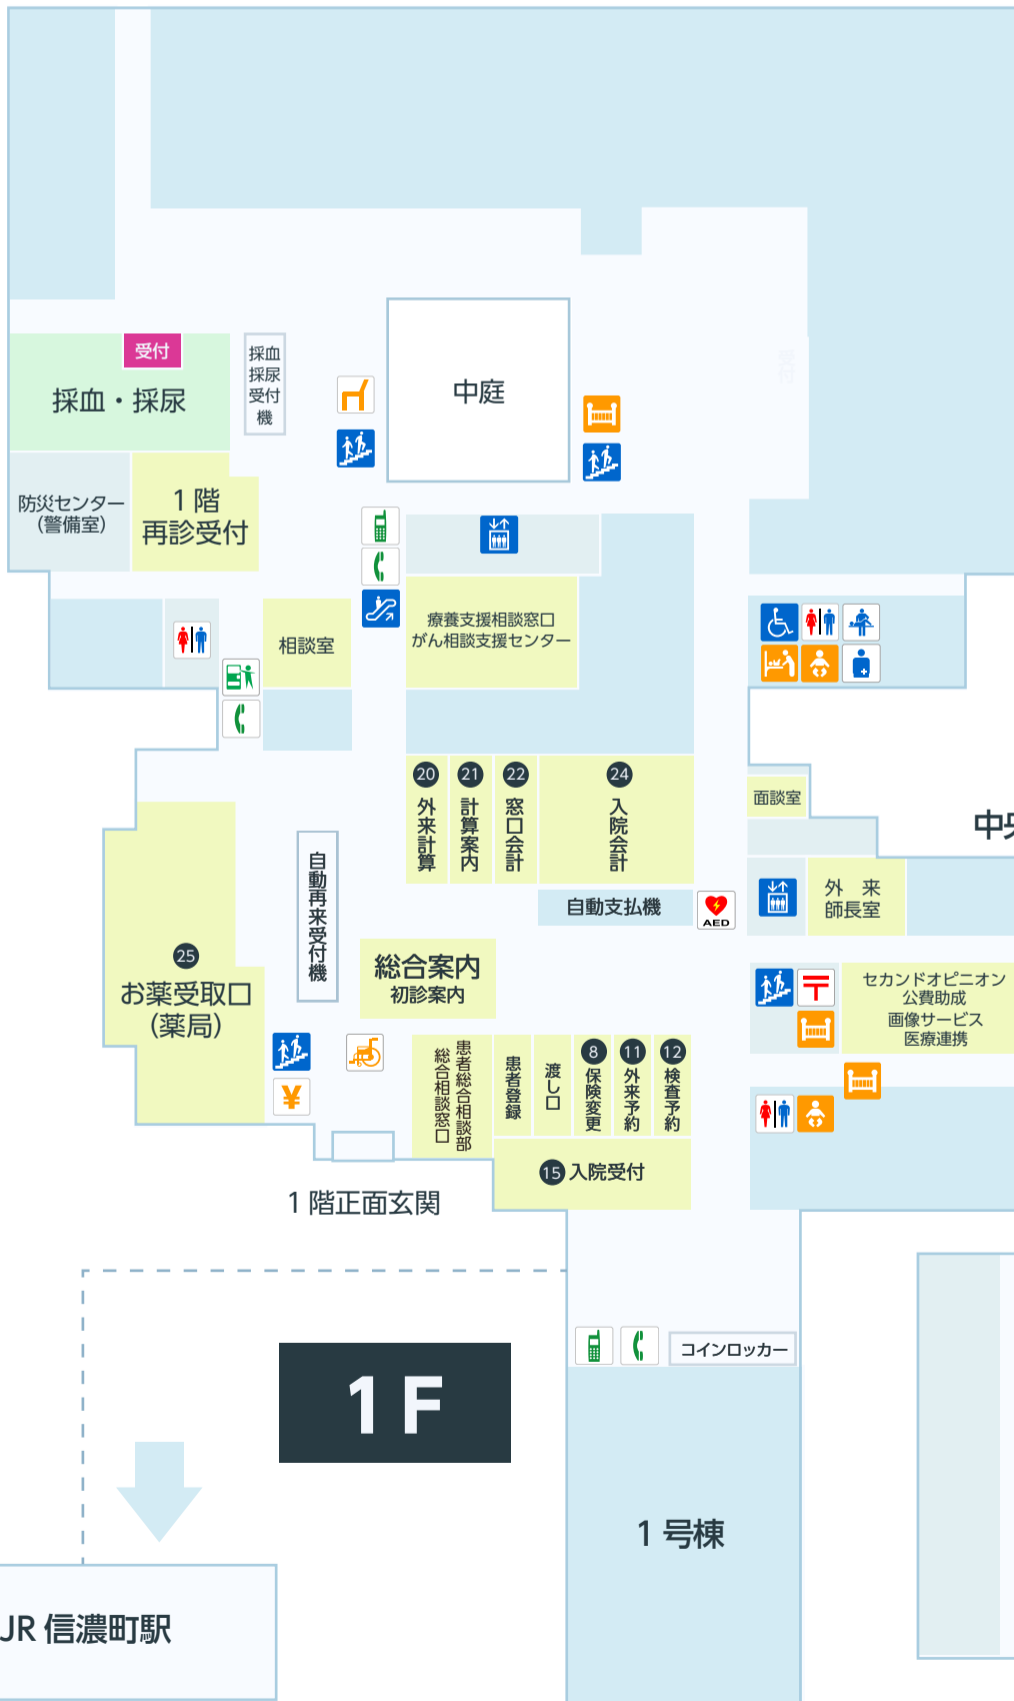 受付
採血・採尿
採血
採尿
受付
機
中庭
受付
防災センター
（警備室）
1階
再診受付
相談室
療養支援相談窓口
がん相談支援センター
20
外来計算
21
計算案内
22
窓口会計
24
入院会計
面談室
自動支払機
AED
外　来
師長室
自動再来受付機
総合案内
初診案内
25
お薬受取口
（薬局）
セカンドオピニオン
公費助成
画像サービス
医療連携
〒
¥
患者総合相談部
総合相談窓口
患者登録
渡し口
8
保険変更
11
外来予約
12
検査予約
15 入院受付
1階正面玄関
コインロッカー
1F
1号棟
JR 信濃町駅